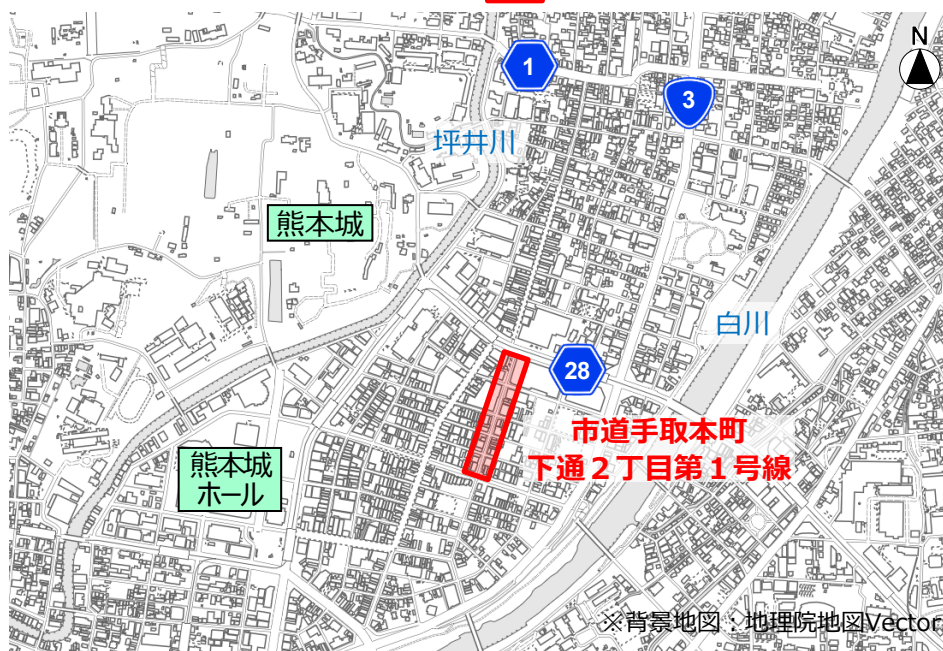 N
1
3
坪井川
熊本城
白川
28
市道手取本町
下通２丁目第１号線
熊本城
ホール
※背景地図：地理院地図Vector